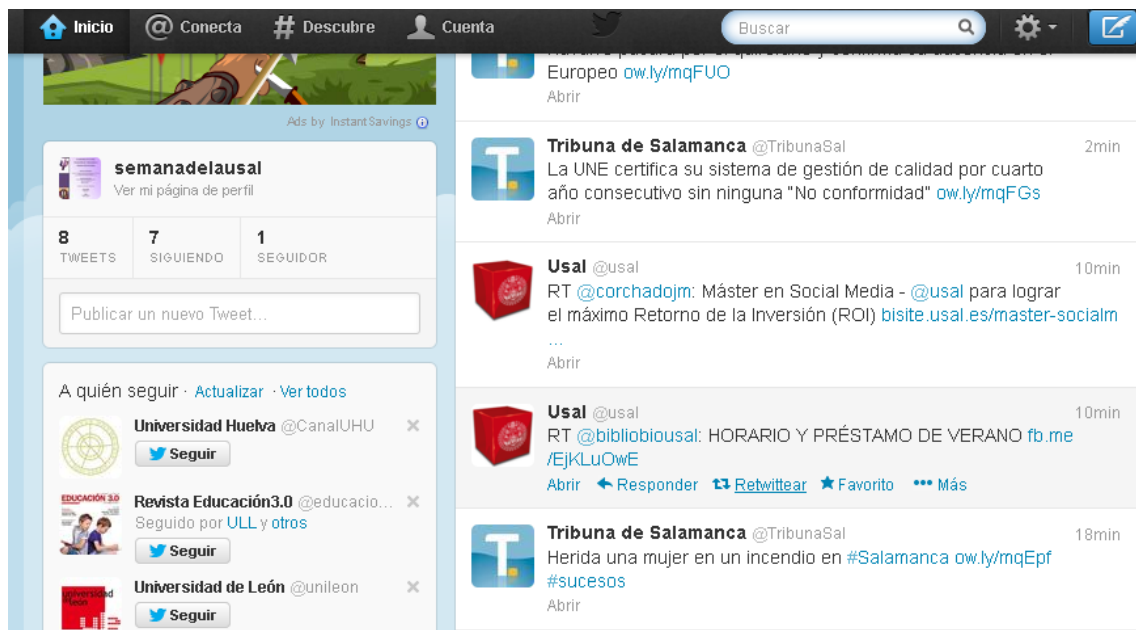 Inicio
Conecta
Descubre
Cuenta
Buscar
Ads by InstantSavings
semanadelausal
Ver mi página de perfil
8 TWEETS
7 SIGUIENDO
1 SEGUIDOR
Publicar un nuevo Tweet...
A quién seguir · Actualizar · Ver todos
Universidad Huelva @CanalUHU
Seguir
EDUCACIÓN 3.0
Revista Educación3.0 @educacio...
Seguido por ULL y otros
Seguir
universidad de león
Universidad de León @unileon
Seguir
Europeo ow.ly/mqFUO
Abrir
Tribuna de Salamanca @TribunaSal 2min
La UNE certifica su sistema de gestión de calidad por cuarto
año consecutivo sin ninguna "No conformidad" ow.ly/mqFGs
Abrir
Usal @usal 10min
RT @corchadojm: Máster en Social Media - @usal para lograr
el máximo Retorno de la Inversión (ROI) bisite.usal.es/master-socialm
...
Abrir
Usal @usal 10min
RT @bibliobiousal: HORARIO Y PRÉSTAMO DE VERANO fb.me
/EjKLuOwE
Abrir Responder Retwittear Favorito Más
Tribuna de Salamanca @TribunaSal 18min
Herida una mujer en un incendio en #Salamanca ow.ly/mqEpf
#sucesos
Abrir